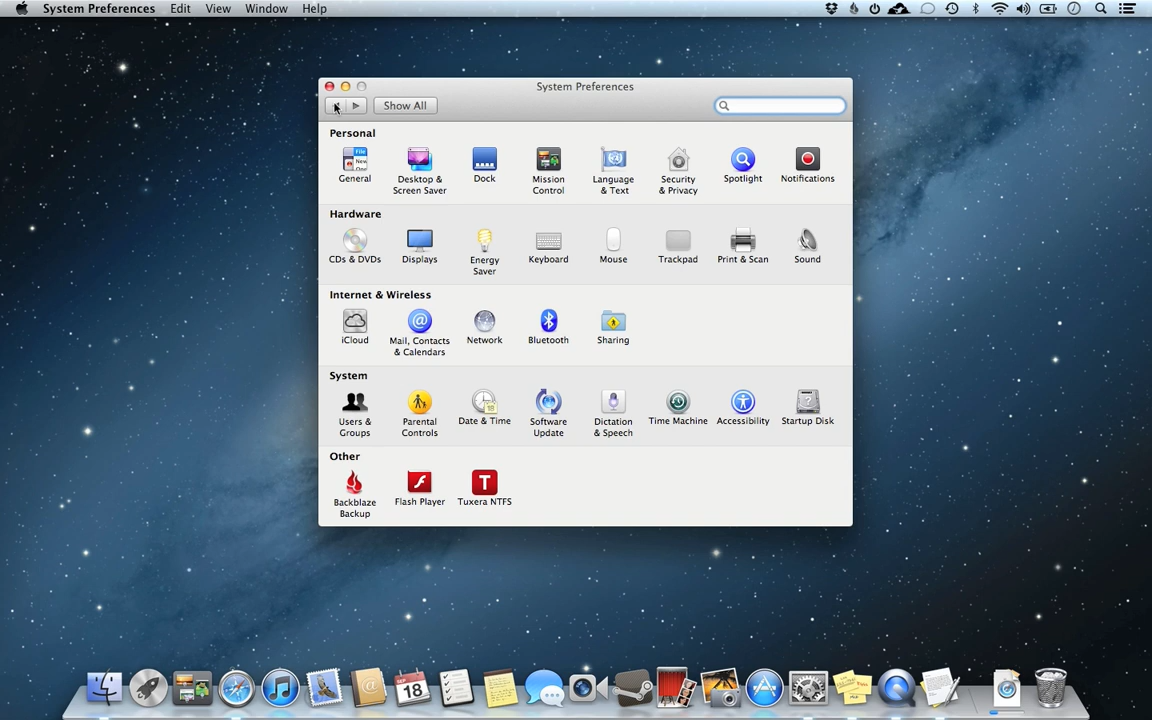 System Preferences Edit View Window Help
System Preferences
Show All
Personal
General
Desktop & Screen Saver
Dock
Mission Control
Language & Text
Security & Privacy
Spotlight
Notifications
Hardware
CDs & DVDs
Displays
Energy Saver
Keyboard
Mouse
Trackpad
Print & Scan
Sound
Internet & Wireless
iCloud
Mail, Contacts & Calendars
Network
Bluetooth
Sharing
System
Users & Groups
Parental Controls
Date & Time
Software Update
Dictation & Speech
Time Machine
Accessibility
Startup Disk
Other
Backblaze Backup
Flash Player
T
Tuxera NTFS
SEP
18